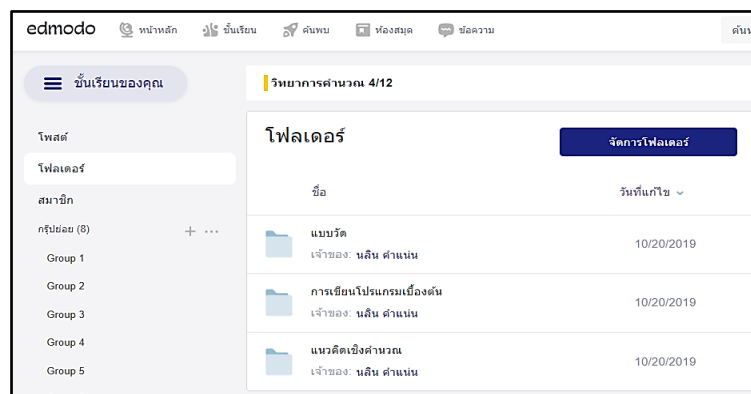 edmodo หน้าหลัก ชั้นเรียน ค้นพบ ห้องสมุด ข้อความ
ชั้นเรียนของคุณ
วิทยาการคำนวณ 4/12
โพสต์
โฟลเดอร์
สมาชิก
กรุ๊ปย่อย (8) + ...
Group 1
Group 2
Group 3
Group 4
Group 5
โฟลเดอร์ จัดการโฟลเดอร์
ชื่อ วันที่แก้ไข
แบบวัด 10/20/2019
เจ้าของ: นลิน คำแน่น
การเขียนโปรแกรมเบื้องต้น 10/20/2019
เจ้าของ: นลิน คำแน่น
แนวคิดเชิงคำนวณ 10/20/2019
เจ้าของ: นลิน คำแน่น